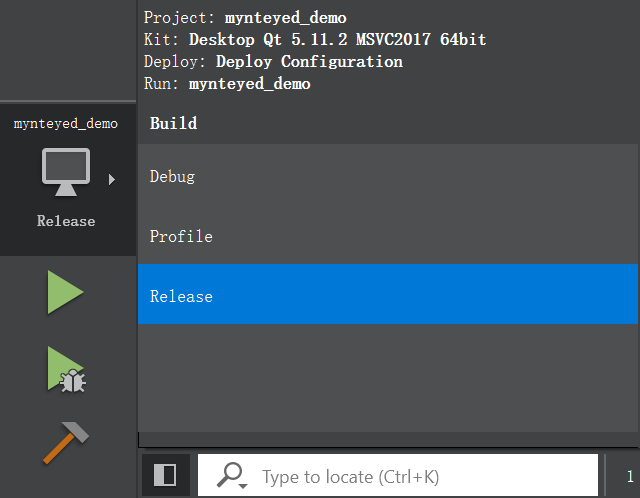 Project: mynteyed_demo
Kit: Desktop Qt 5.11.2 MSVC2017 64bit
Deploy: Deploy Configuration
Run: mynteyed_demo
mynteyed_demo
Release
Build
Debug
Profile
Release
Type to locate (Ctrl+K)
1